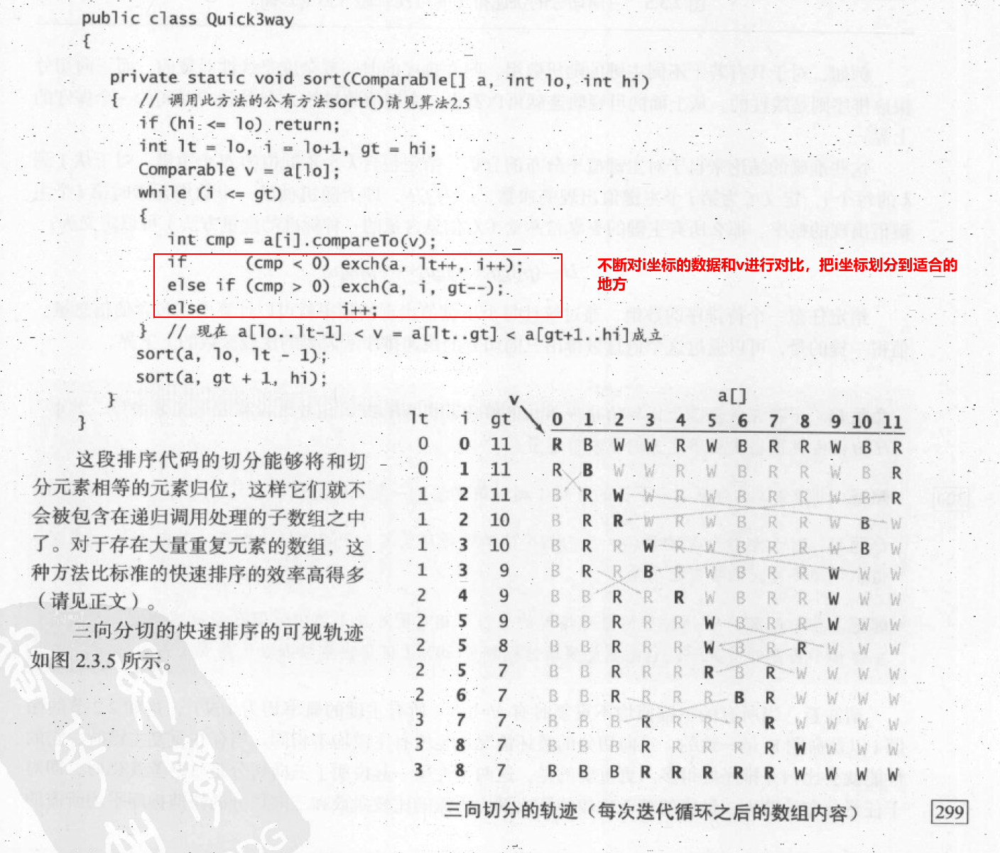 public class Quick3way
{
private static void sort(Comparable[] a, int lo, int hi)
{ // 调用此方法的公有方法sort()请见算法2.5
if (hi <= lo) return;
int lt = lo, i = lo+1, gt = hi;
Comparable v = a[lo];
while (i <= gt)
{
int cmp = a[i].compareTo(v);
if (cmp < 0) exch(a, lt++, i++);
else if (cmp > 0) exch(a, i, gt--);
else i++;
不断对i坐标的数据和v进行对比，把i坐标划分到适合的
地方
} // 现在 a[lo..lt-1] < v = a[lt..gt] < a[gt+1..hi]成立
sort(a, lo, lt - 1);
sort(a, gt + 1, hi);
}
}
这段排序代码的切分能够将和切
分元素相等的元素归位，这样它们就不
会被包含在递归调用处理的子数组之中
了。对于存在大量重复元素的数组，这
种方法比标准的快速排序的效率高得多
（请见正文）。
三向分切的快速排序的可视轨迹
如图 2.3.5 所示。
v a[]
lt i gt 0 1 2 3 4 5 6 7 8 9 10 11
0 0 11 R B W W R W B R R W B R
0 1 11 R B W W R W B R R W B R
1 2 11 B R W W R W B R R W B R
1 2 10 B R R W R W B R R W B W
1 3 10 B R R W R W B R R W B W
1 3 9 B R R B R W B R R W W W
2 4 9 B B R R R W B R R W W W
2 5 9 B B R R R W B R R W W W
2 5 8 B B R R R W B R R W W W
2 5 7 B B R R R R B R W W W W
2 6 7 B B R R R R B R W W W W
3 7 7 B B B R R R R R W W W W
3 8 7 B B B R R R R R W W W W
3 8 7 B B B R R R R R W W W W
三向切分的轨迹（每次迭代循环之后的数组内容）
299